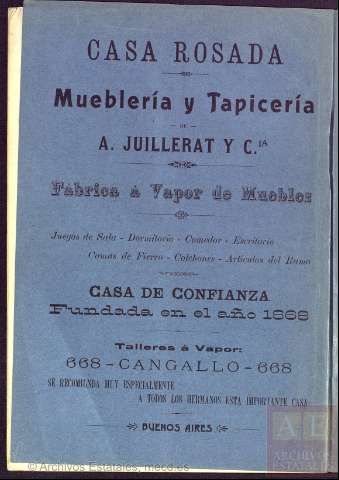 CASA ROSADA
Mueblería y Tapicería
DE
A. JUILLERAT Y C.IA
Fábrica á Vapor de Muebles
Juegos de Sala - Dormitorio - Comedor - Escritorio
Camas de Fierro - Colchones - Artículos del Ramo
CASA DE CONFIANZA
Fundada en el año 1868
Talleres á Vapor:
668 - CANGALLO - 668
SE RECOMIENDA MUY ESPECIALMENTE
A TODOS LOS HERMANOS ESTA IMPORTANTE CASA
BUENOS AIRES
AE
ARCHIVOS
ESTATALES
© Archivos Estatales, mecd.es